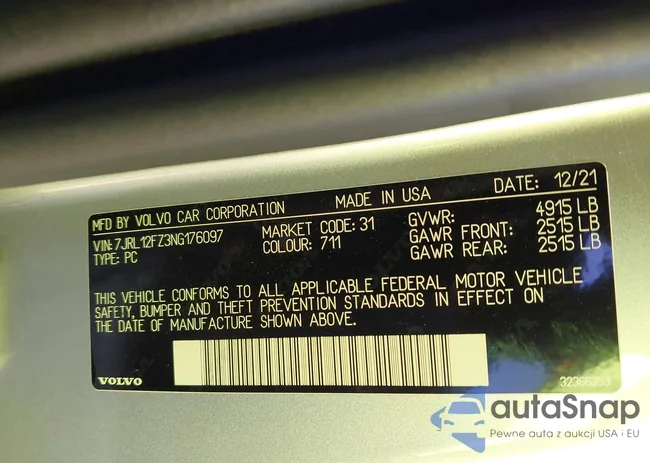 MFD BY VOLVO CAR CORPORATION MADE IN USA DATE: 12/21
VIN: 7JRL12FZ3NG176097 MARKET CODE: 31 GVWR: 4915 LB
TYPE: PC COLOUR: 711 GAWR FRONT: 2515 LB
GAWR REAR: 2515 LB
THIS VEHICLE CONFORMS TO ALL APPLICABLE FEDERAL MOTOR VEHICLE
SAFETY, BUMPER AND THEFT PREVENTION STANDARDS IN EFFECT ON
THE DATE OF MANUFACTURE SHOWN ABOVE.
VOLVO
autaSnap
Pewne auta z aukcji USA i EU